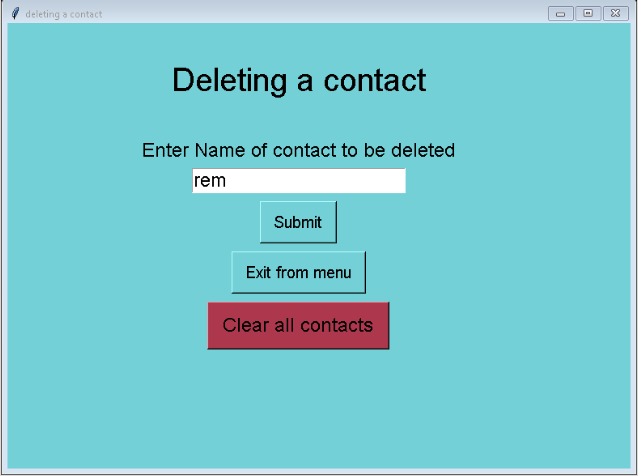 deleting a contact
Deleting a contact
Enter Name of contact to be deleted
rem
Submit
Exit from menu
Clear all contacts